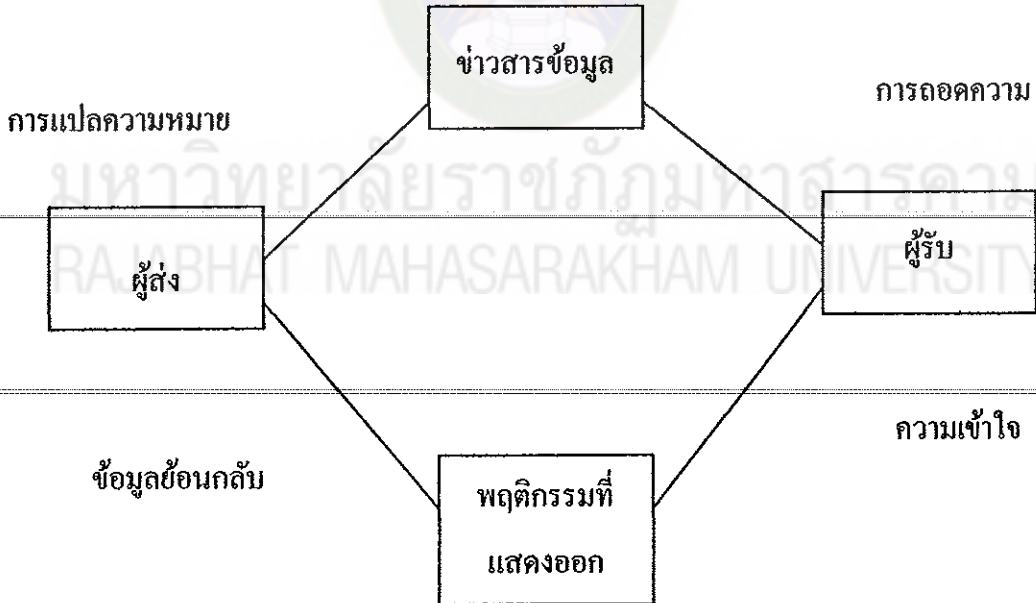 ข่าวสารข้อมูล
การถอดความ
การแปลความหมาย
มหาวิทยาลัยราชภัฏมหาสารคาม
ผู้ส่ง
ผู้รับ
RAJABHAT MAHASARAKHAM UNIVERSITY
ความเข้าใจ
ข้อมูลย้อนกลับ
พฤติกรรมที่
แสดงออก